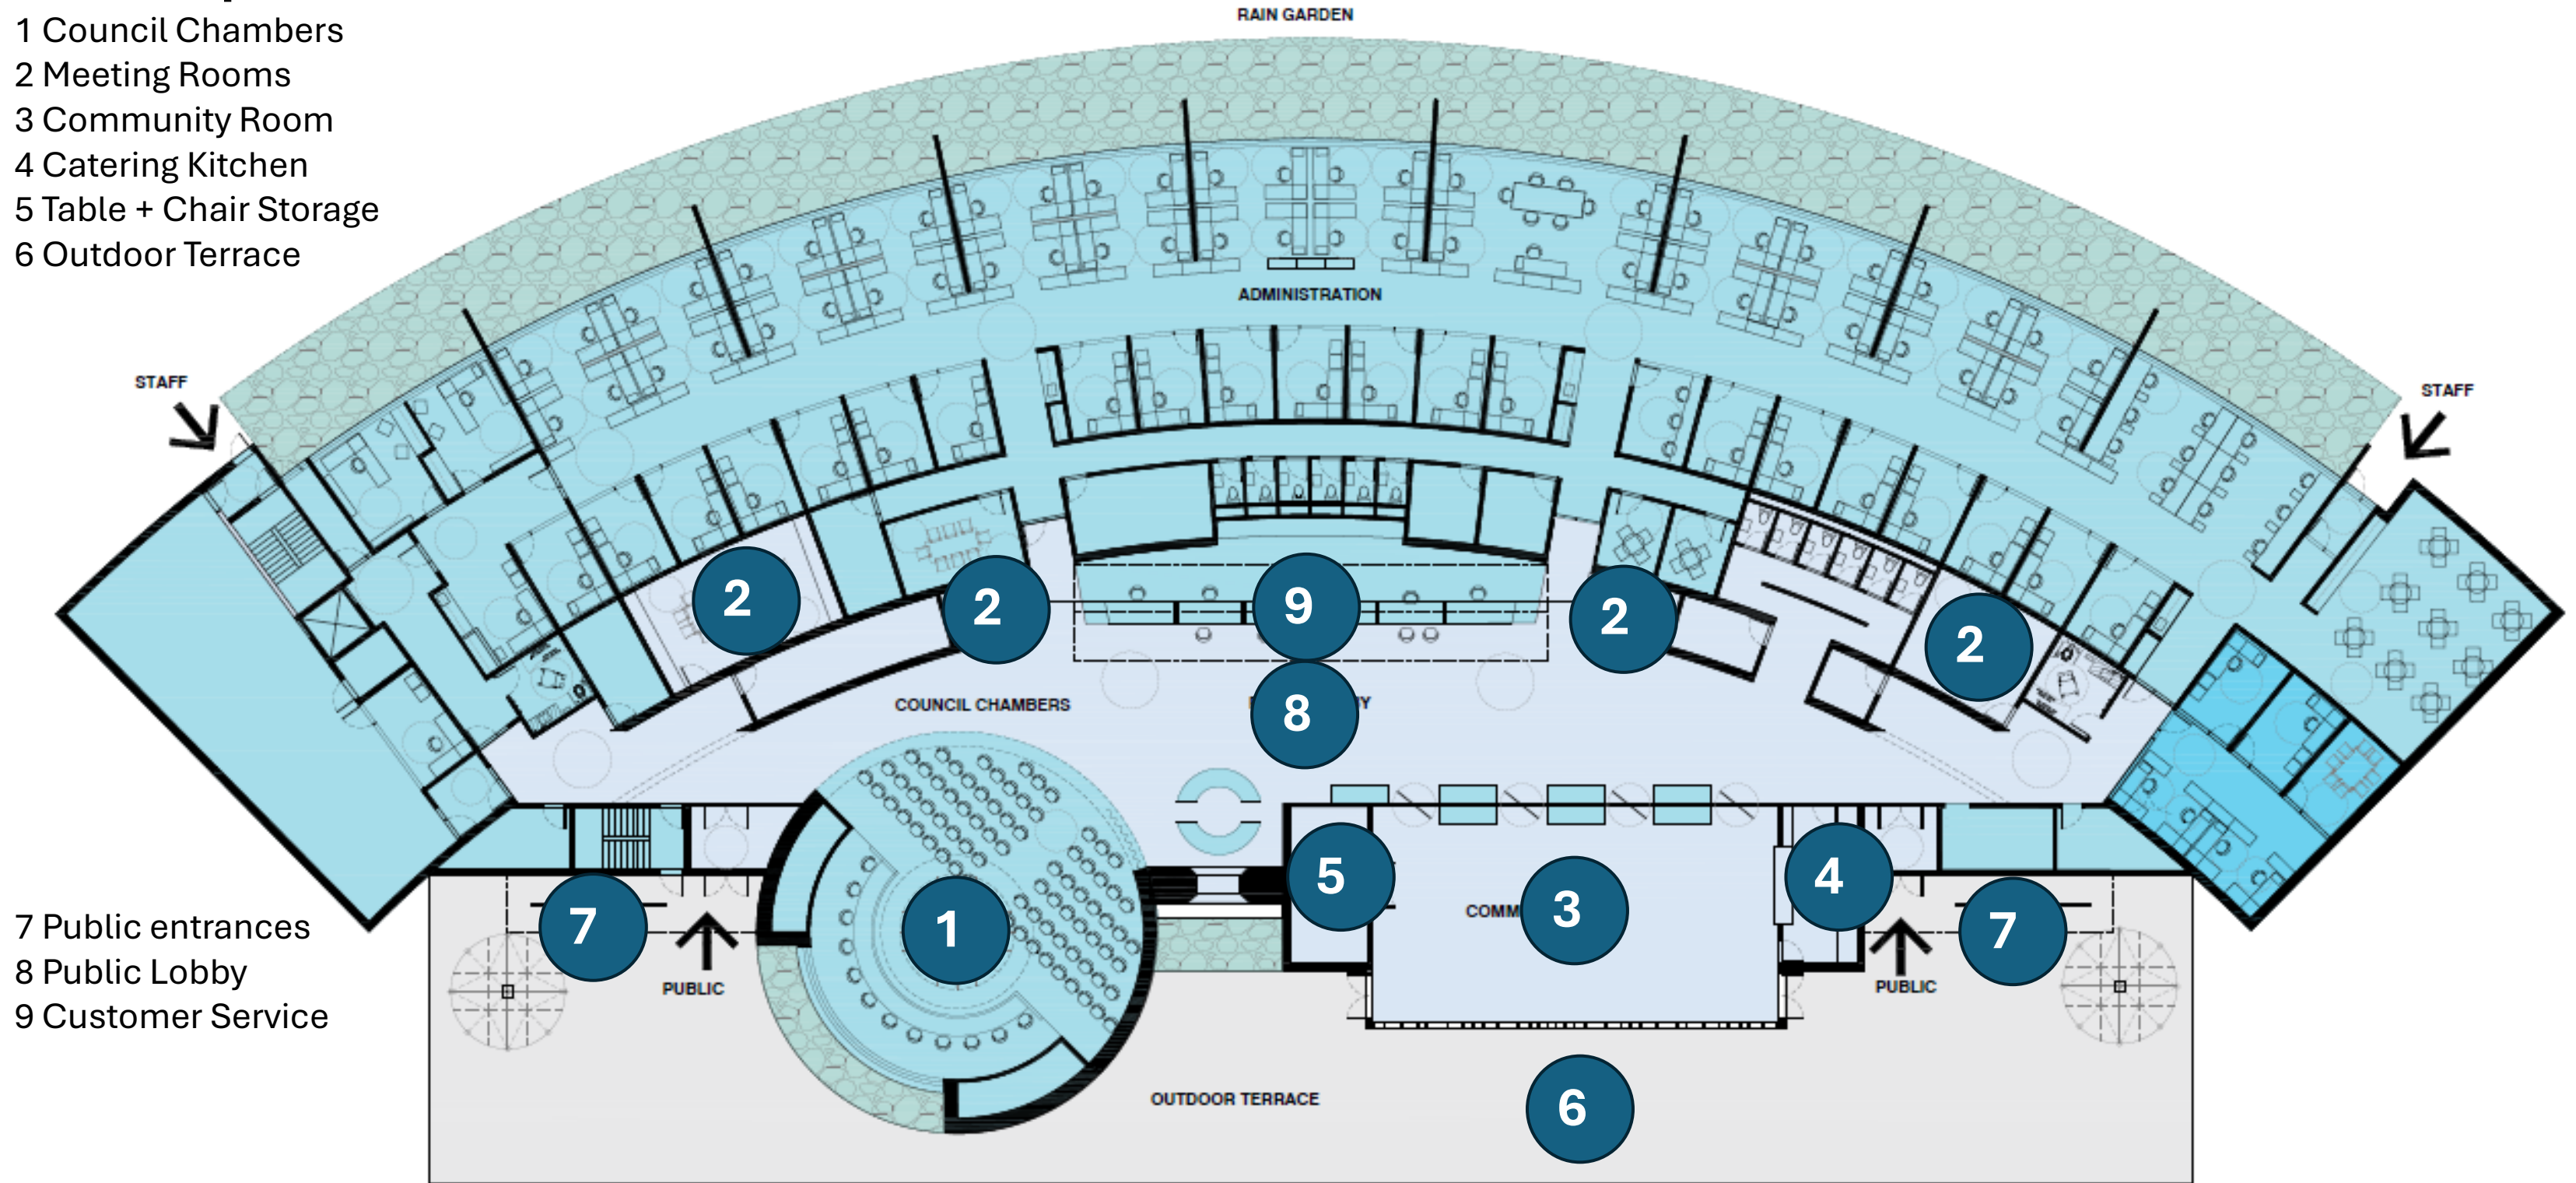 RAIN GARDEN
1 Council Chambers
2 Meeting Rooms
3 Community Room
4 Catering Kitchen
5 Table + Chair Storage
6 Outdoor Terrace
ADMINISTRATION
STAFF
STAFF
2
2
9
2
2
COUNCIL CHAMBERS
8
5
3
4
7
1
7
PUBLIC
PUBLIC
7 Public entrances
8 Public Lobby
9 Customer Service
OUTDOOR TERRACE
6